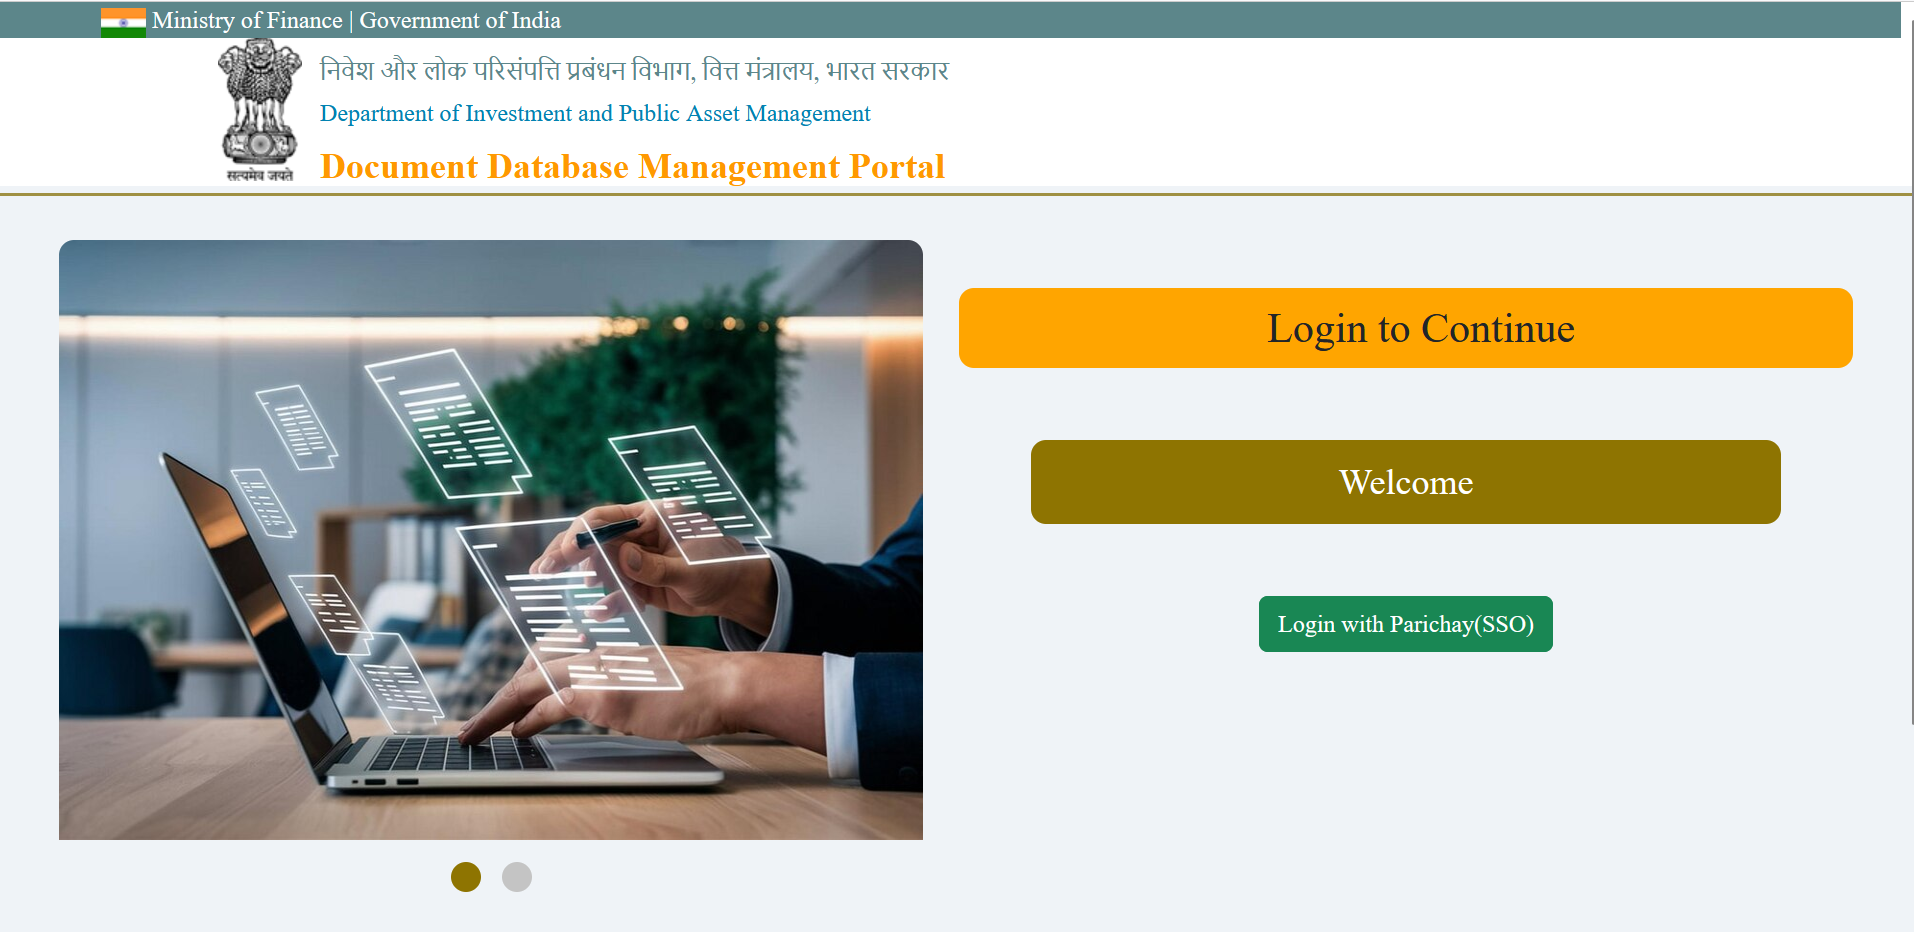 Ministry of Finance | Government of India
निवेश और लोक परिसंपत्ति प्रबंधन विभाग, वित्त मंत्रालय, भारत सरकार
Department of Investment and Public Asset Management
Document Database Management Portal
सत्यमेव जयते
Login to Continue
Welcome
Login with Parichay(SSO)